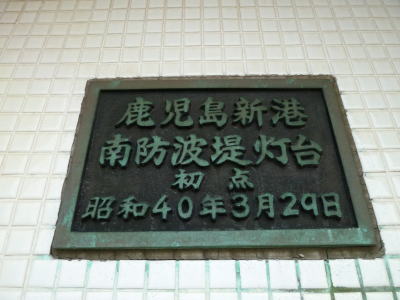 鹿児島新港
南防波堤灯台
初点
昭和40年3月29日